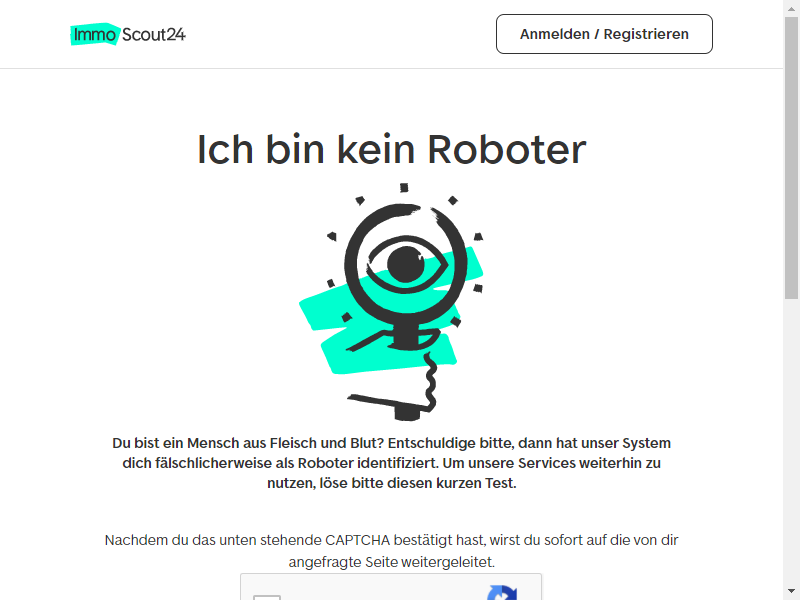 ImmoScout24
Anmelden / Registrieren
Ich bin kein Roboter
Du bist ein Mensch aus Fleisch und Blut? Entschuldige bitte, dann hat unser System
dich fälschlicherweise als Roboter identifiziert. Um unsere Services weiterhin zu
nutzen, löse bitte diesen kurzen Test.
Nachdem du das unten stehende CAPTCHA bestätigt hast, wirst du sofort auf die von dir
angefragte Seite weitergeleitet.